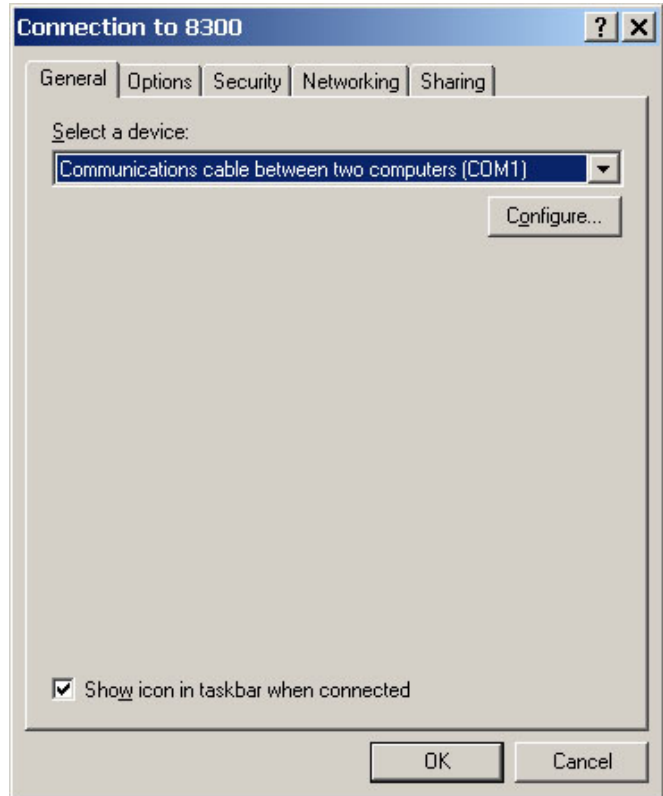 Connection to 8300
General Options Security Networking Sharing
Select a device:
Communications cable between two computers (COM1)
Configure...
Show icon in taskbar when connected
OK Cancel